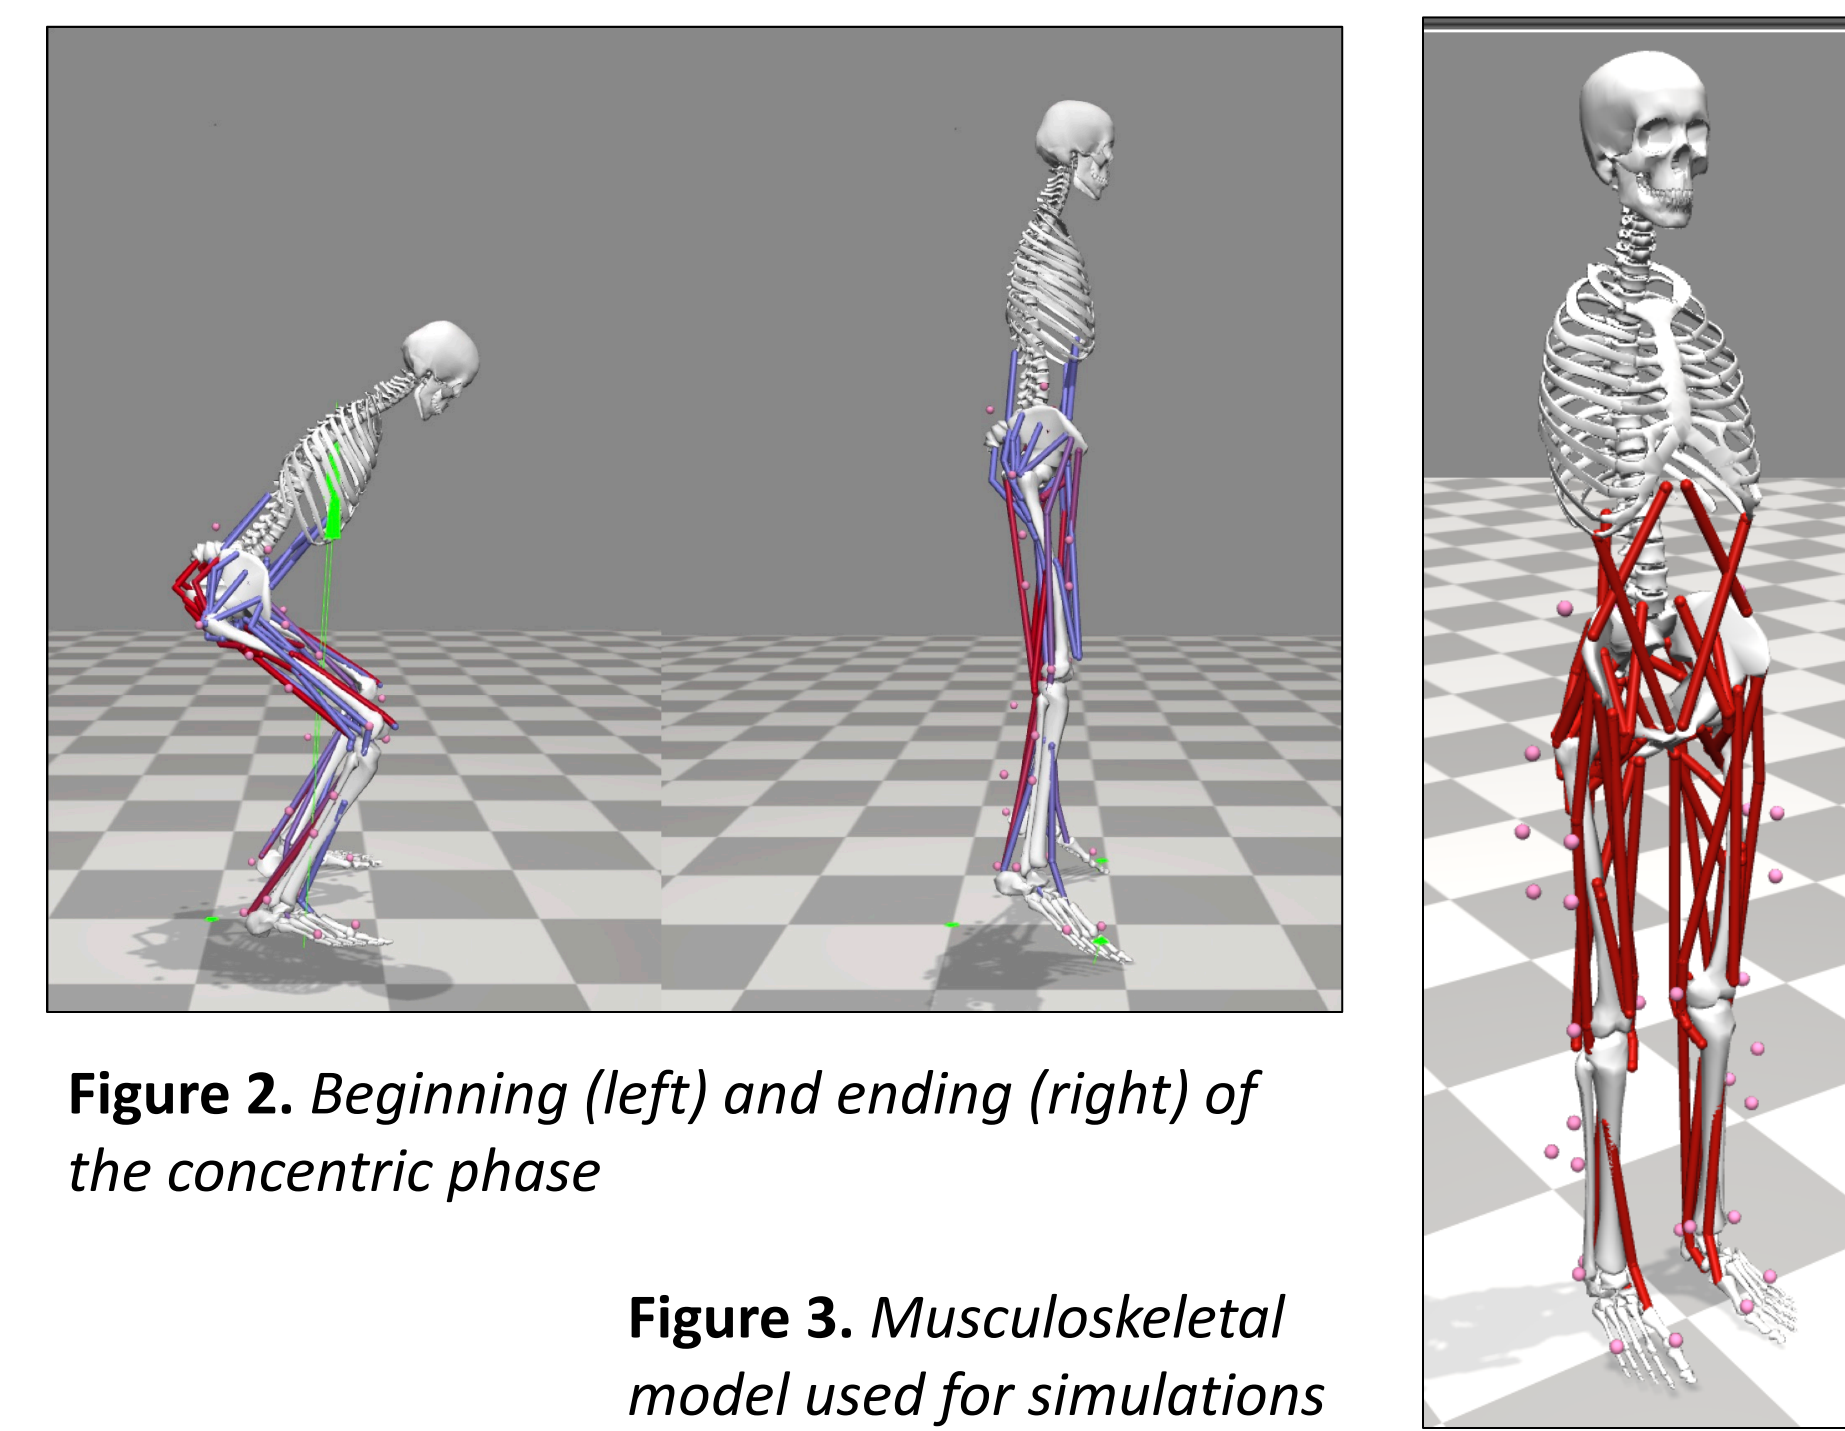 Figure 2. Beginning (left) and ending (right) of
the concentric phase
Figure 3. Musculoskeletal
model used for simulations